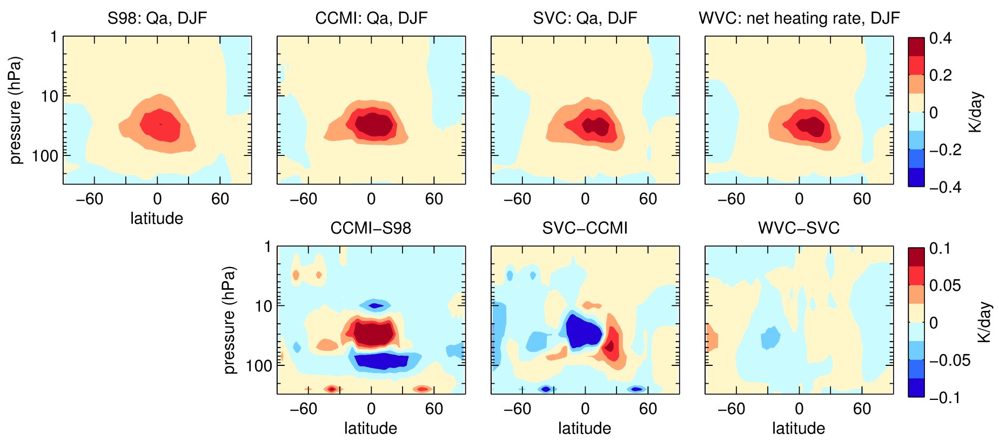 S98: Qa, DJF
CCMI: Qa, DJF
SVC: Qa, DJF
WVC: net heating rate, DJF
pressure (hPa)
1
10
100
−60 0 60
−60 0 60
−60 0 60
−60 0 60
latitude
0.4
0.2
0
−0.2
−0.4
K/day
CCMI−S98
SVC−CCMI
WVC−SVC
pressure (hPa)
1
10
100
−60 0 60
−60 0 60
−60 0 60
latitude
latitude
latitude
0.1
0.05
0
−0.05
−0.1
K/day